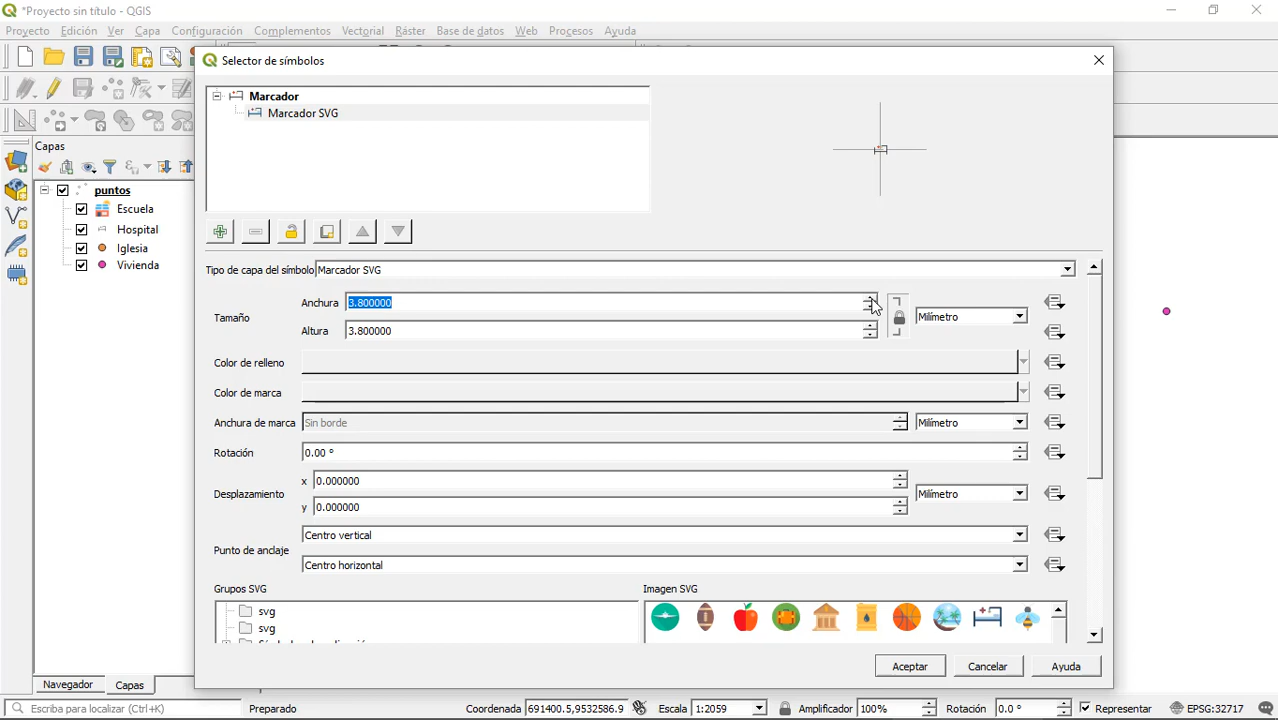 *Proyecto sin título - QGIS
Proyecto Edición Ver Capa Configuración Complementos Vectorial Ráster Base de datos Web Procesos Ayuda
Selector de símbolos
Marcador
Marcador SVG
Capas
puntos
Escuela
Hospital
Iglesia
Vivienda
Tipo de capa del símbolo Marcador SVG
Anchura 3.800000
Tamaño Milímetro
Altura 3.800000
Color de relleno
Color de marca
Anchura de marca Sin borde Milímetro
Rotación 0.00 °
x 0.000000
Desplazamiento Milímetro
y 0.000000
Centro vertical
Punto de anclaje
Centro horizontal
Grupos SVG Imagen SVG
svg
svg
Aceptar Cancelar Ayuda
Navegador Capas
Escriba para localizar (Ctrl+K) Preparado Coordenada 691400.5,9532586.9 Escala 1:2059 Amplificador 100% Rotación 0.0 ° Representar EPSG:32717